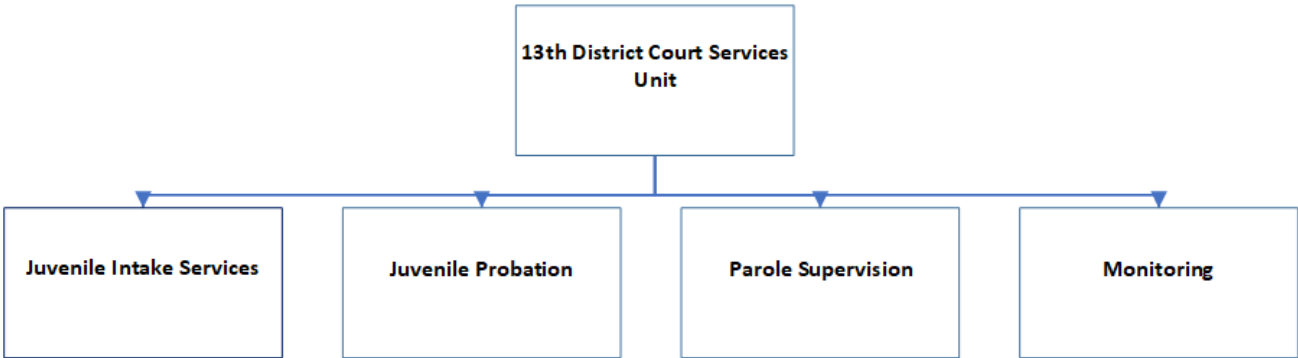 13th District Court Services
Unit
Juvenile Intake Services
Juvenile Probation
Parole Supervision
Monitoring